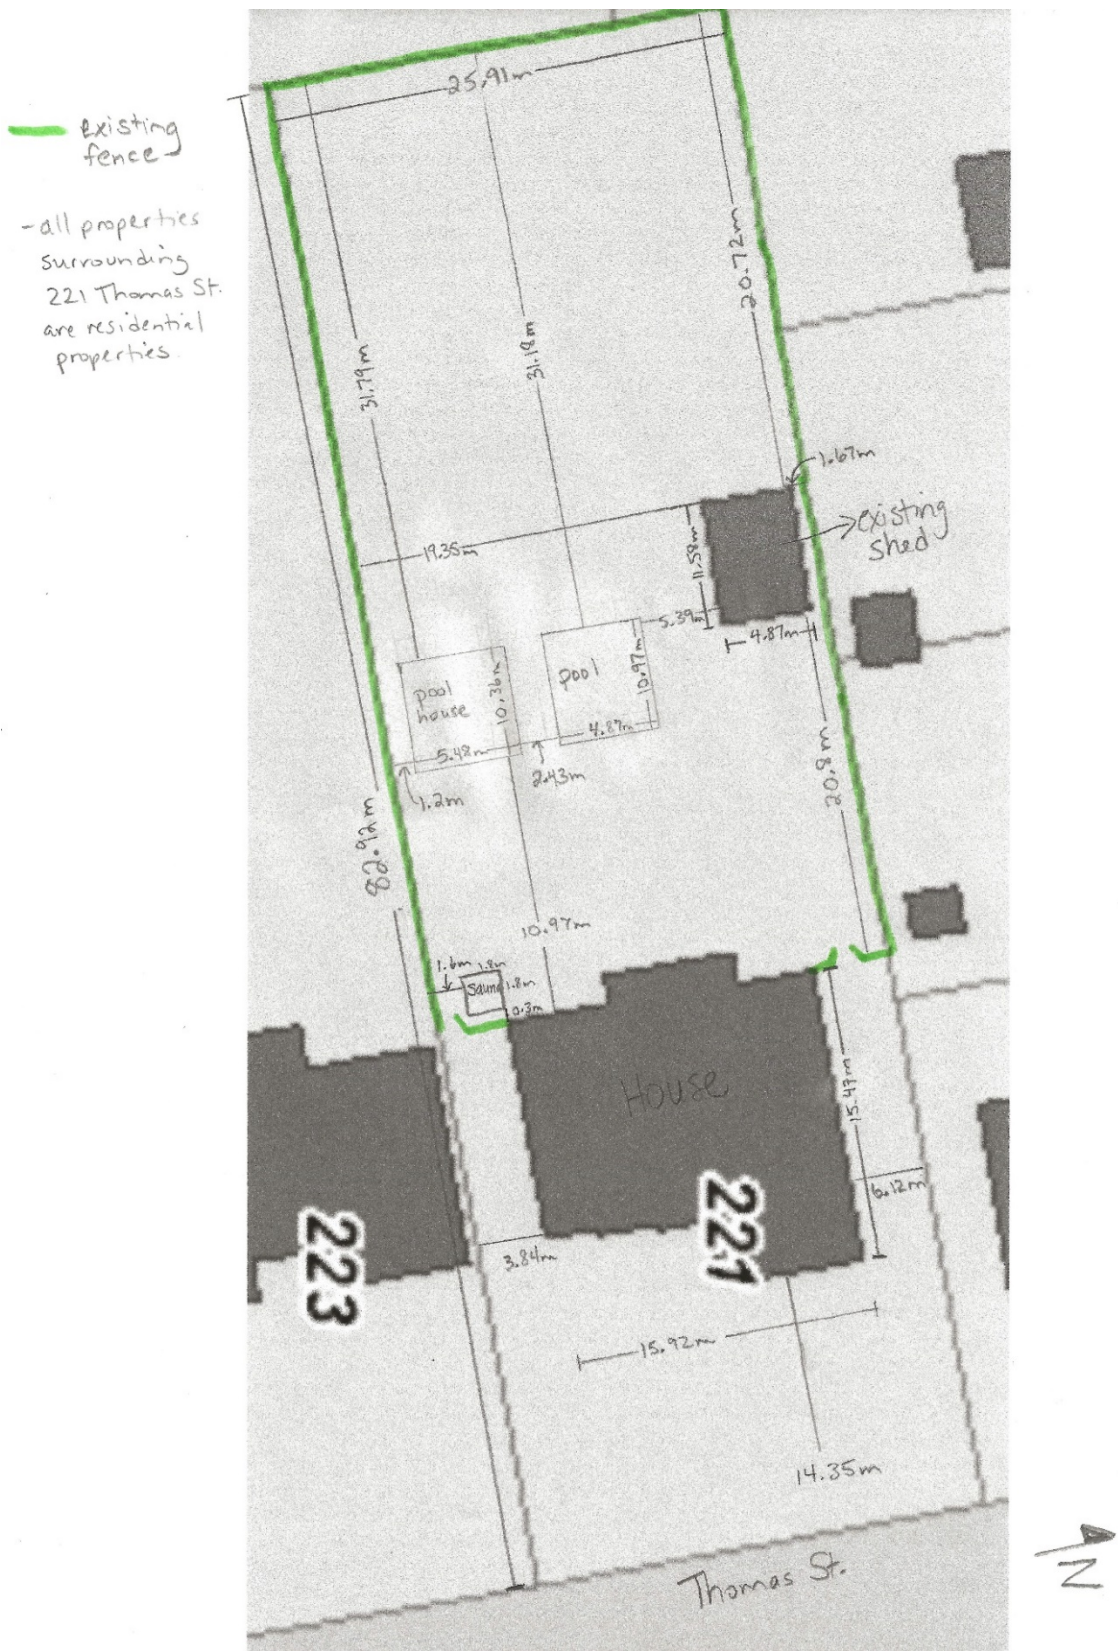 25.91m
existing
fence
- all properties
surrounding
221 Thomas St.
are residential
properties.
20.72m
31.79m
31.18m
1.67m
existing
shed
19.35m
11.58m
5.39m
4.87m
pool
house
10.36m
pool
10.97m
4.87m
5.48m
2.43m
1.2m
20.8m
82.92m
10.97m
1.6m
1.8m
sauna
1.8m
0.3m
House
15.47m
6.12m
221
223
3.84m
15.92m
14.35m
Thomas St.
N